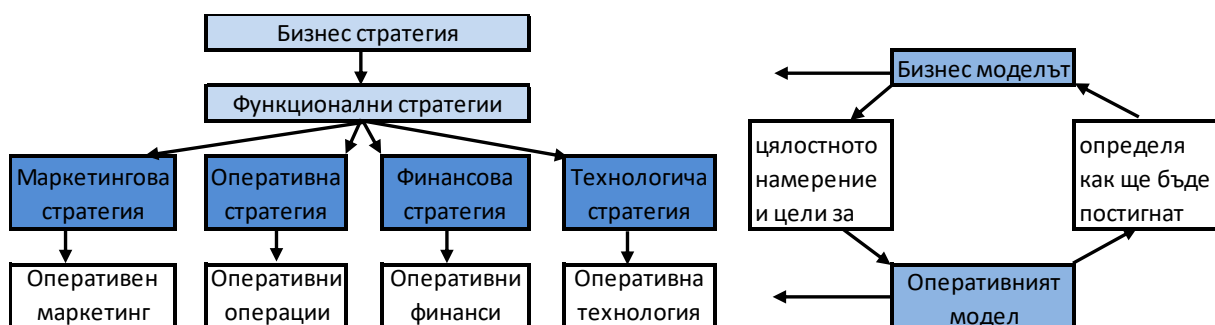 Бизнес стратегия
Функционални стратегии
Маркетингова
стратегия
Оперативна
стратегия
Финансова
стратегия
Технологича
стратегия
Оперативен
маркетинг
Оперативни
операции
Оперативни
финанси
Оперативна
технология
Бизнес моделът
цялостното
намерение
и цели за
определя
как ще бъде
постигнат
Оперативният
модел